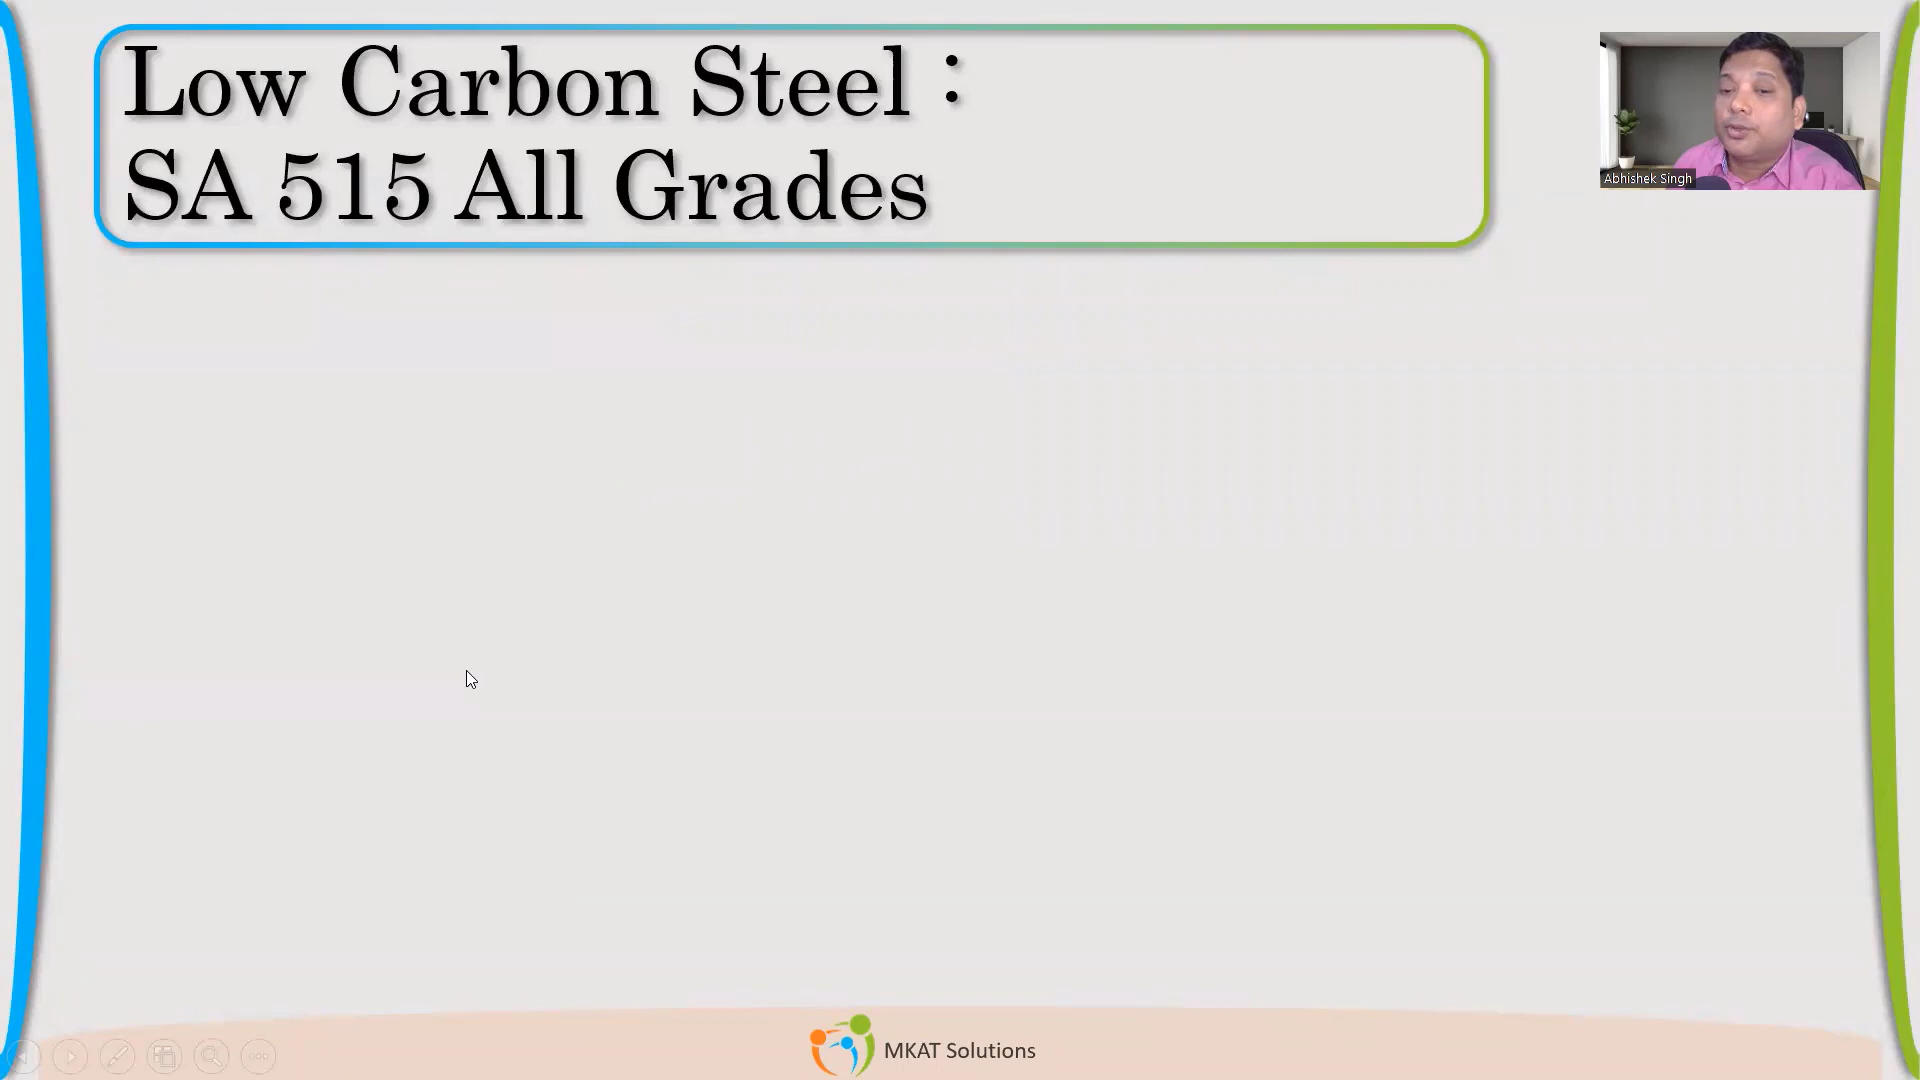 Low Carbon Steel :
SA 515 All Grades
Abhishek Singh
MKAT Solutions